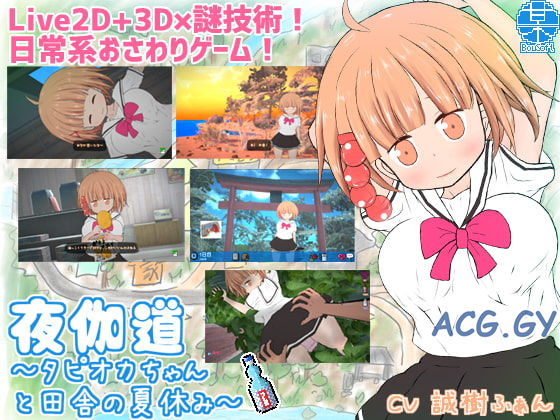 Live2D+3D×謎技術！
日常系おさわりゲーム！
BouSoft
夜伽道
～タピオカちゃん
と田舎の夏休み～
ACG.GY
CV 誠樹ふぁん